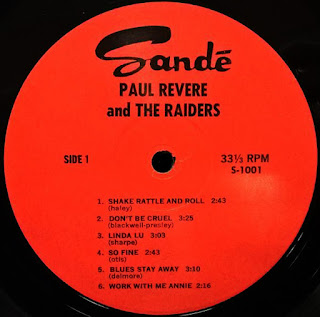 Sandé
PAUL REVERE
and THE RAIDERS
SIDE 1
33⅓ RPM
S-1001
1. SHAKE RATTLE AND ROLL 2:43
(haley)
2. DON'T BE CRUEL 3:25
(blackwell-presley)
3. LINDA LU 3:03
(sharpe)
4. SO FINE 2:43
(otis)
5. BLUES STAY AWAY 3:10
(delmore)
6. WORK WITH ME ANNIE 2:16